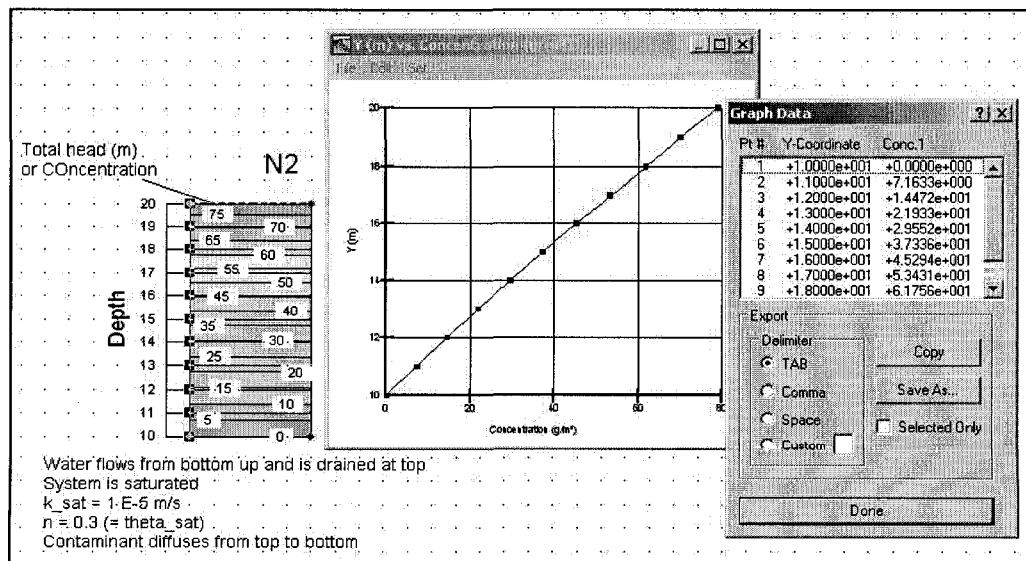 Y (m) vs. Concentration
File Edit Set
Total head (m)
or COncentration
N2
Depth
20
19
18
17
16
15
14
13
12
11
10
75
70
65
60
55
50
45
40
35
30
25
20
15
10
5
0
Y (m)
20
18
16
14
12
10
0 20 40 60 80
Concentration (g/m³)
Graph Data
Pt # Y-Coordinate Conc.1
1 +1.0000e+001 +0.0000e+000
2 +1.1000e+001 +7.1633e+000
3 +1.2000e+001 +1.4472e+001
4 +1.3000e+001 +2.1933e+001
5 +1.4000e+001 +2.9552e+001
6 +1.5000e+001 +3.7336e+001
7 +1.6000e+001 +4.5294e+001
8 +1.7000e+001 +5.3431e+001
9 +1.8000e+001 +6.1756e+001
Export
Delimiter
TAB
Comma
Space
Custom
Copy
Save As...
Selected Only
Done
Water flows from bottom up and is drained at top
System is saturated
k_sat = 1 E-5 m/s
n = 0.3 (= theta_sat)
Contaminant diffuses from top to bottom